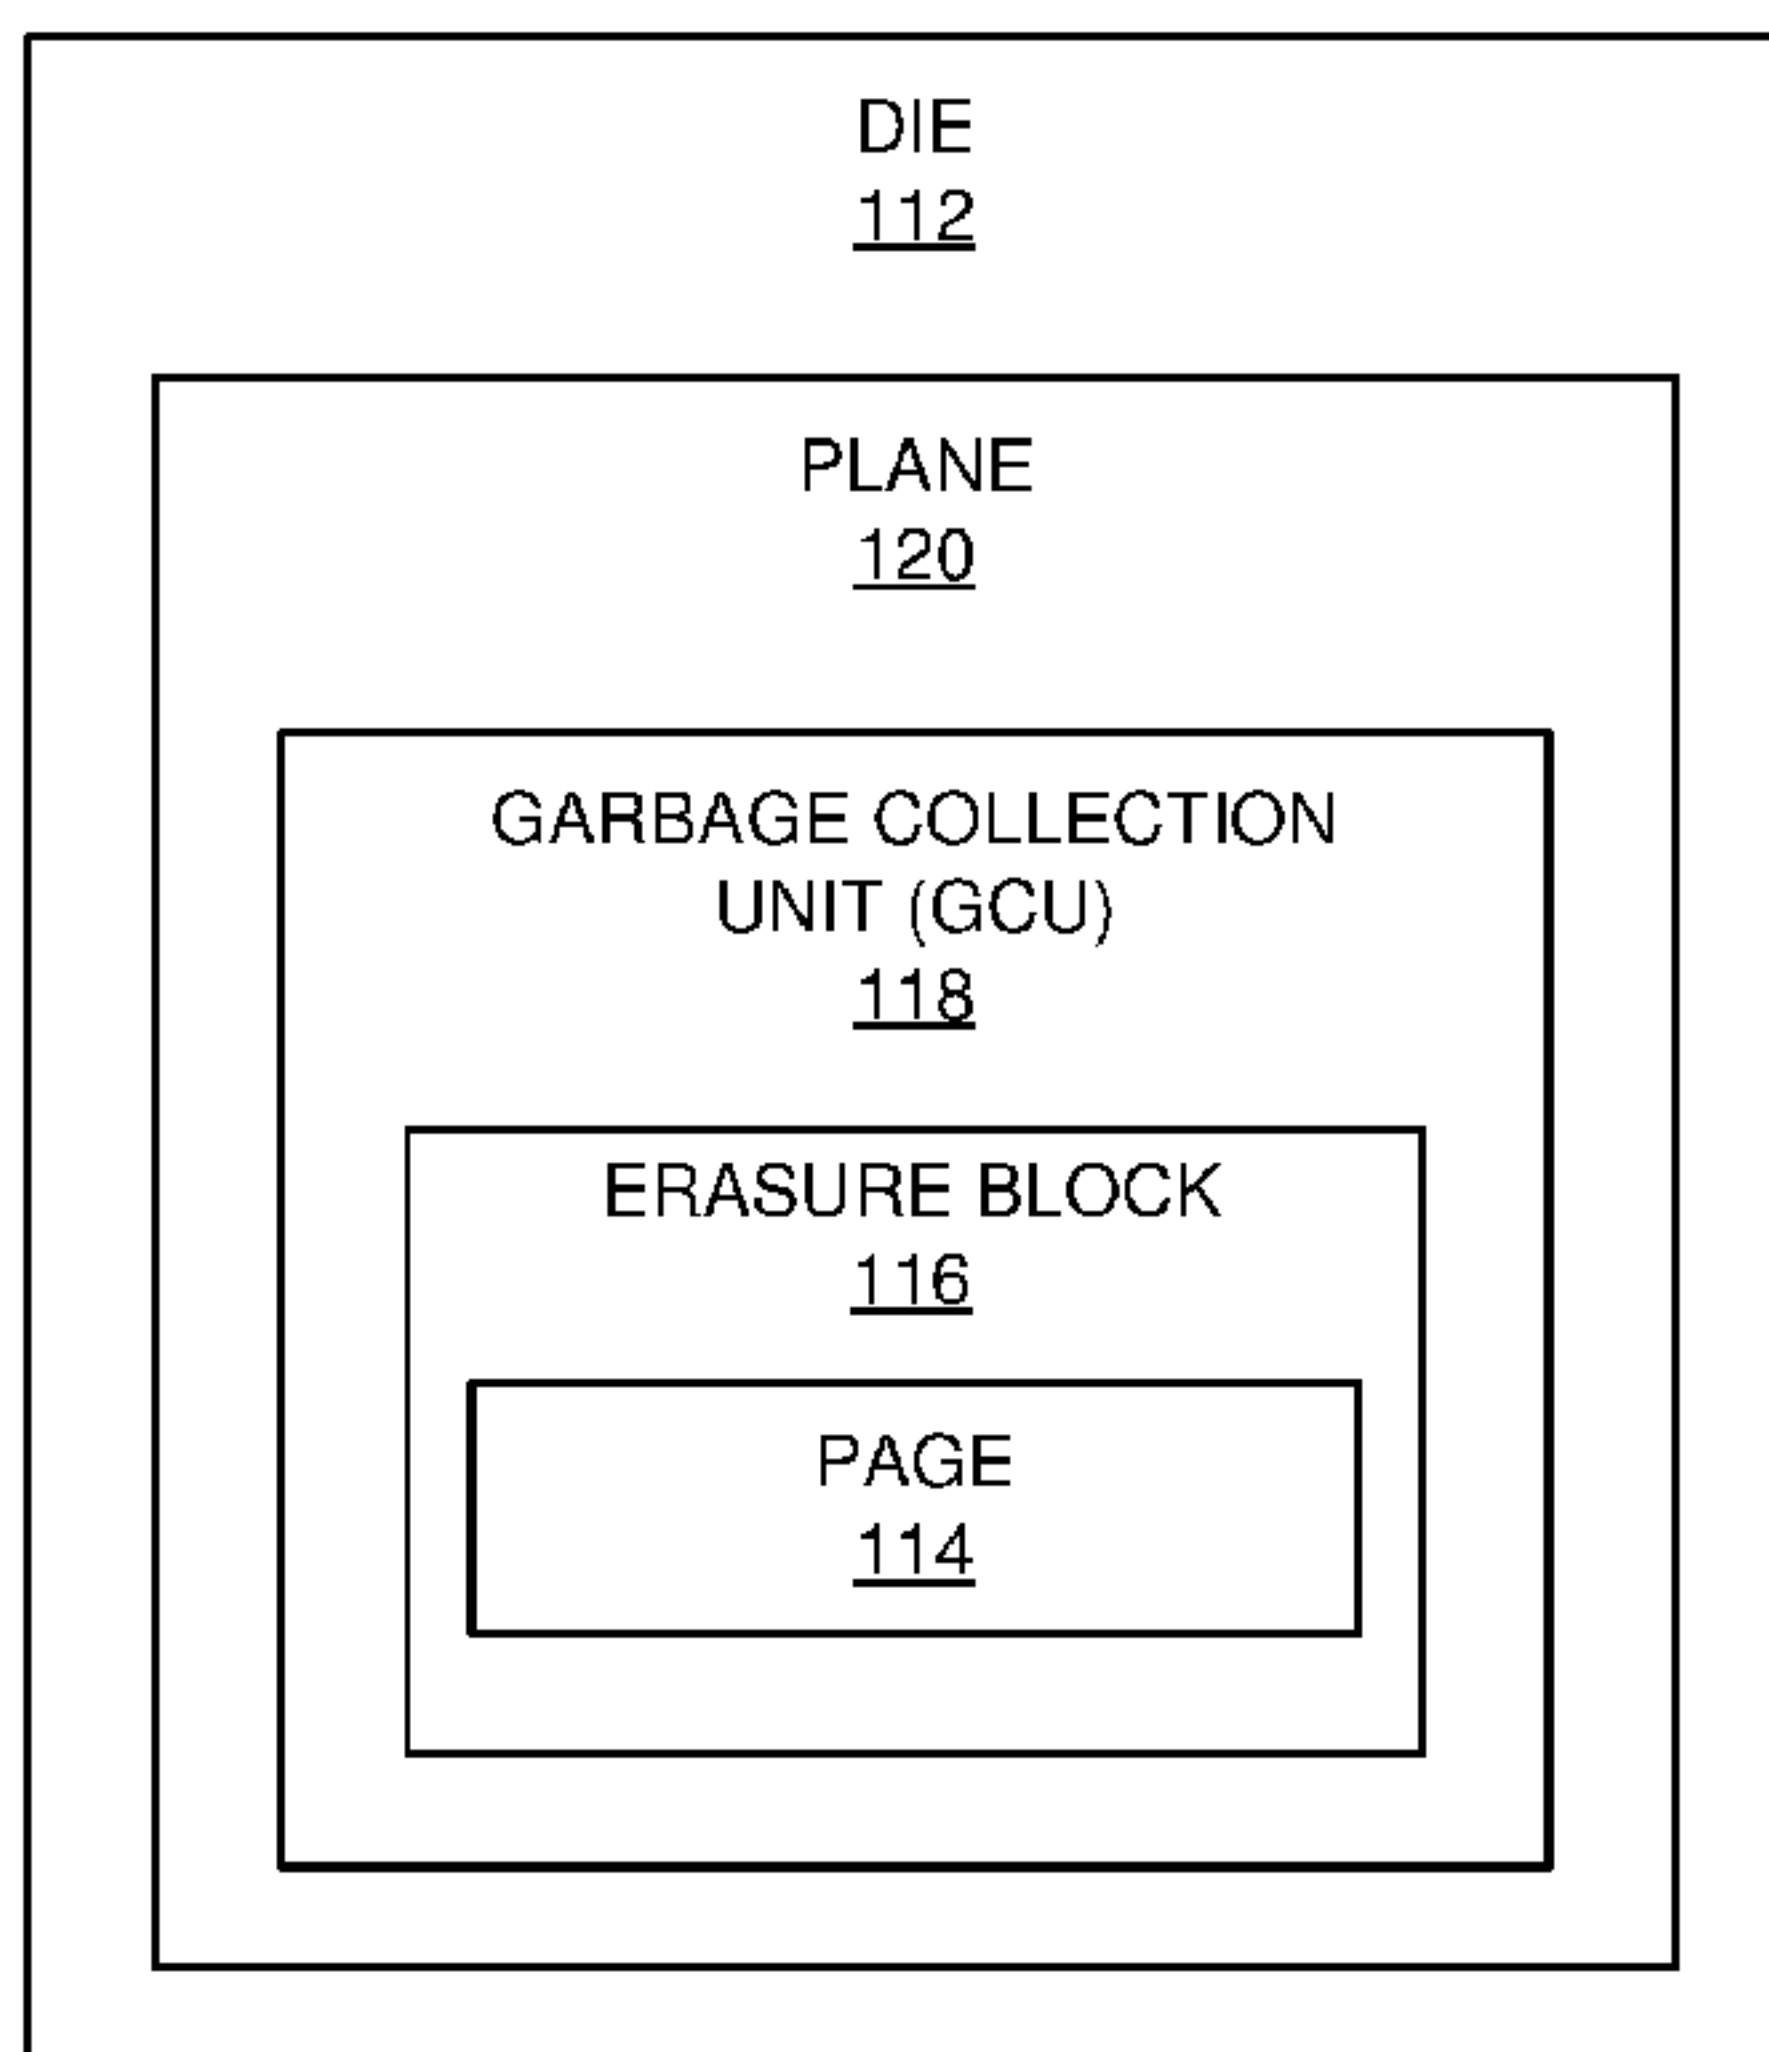 DIE
112
PLANE
120
GARBAGE COLLECTION
UNIT (GCU)
118
ERASURE BLOCK
116
PAGE
114